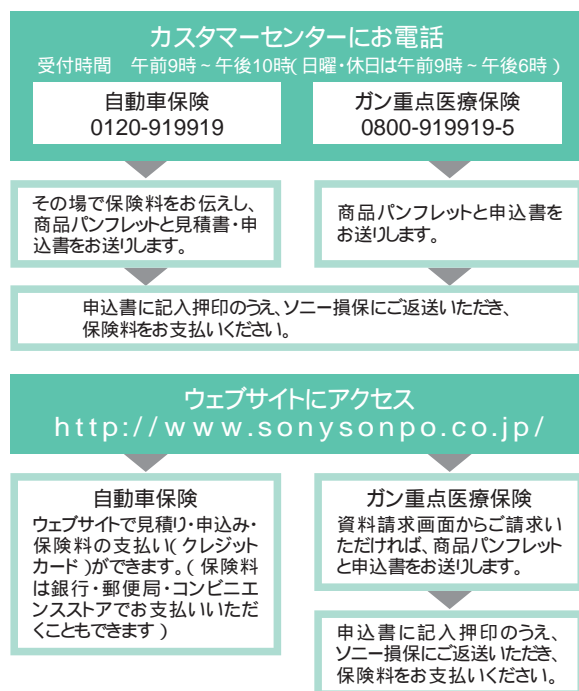 カスタマーセンターにお電話
受付時間　午前9時～午後10時(日曜・休日は午前9時～午後6時)
自動車保険
0120-919919
ガン重点医療保険
0800-919919-5
その場で保険料をお伝えし、
商品パンフレットと見積書・申
込書をお送りします。
商品パンフレットと申込書を
お送りします。
申込書に記入押印のうえ、ソニー損保にご返送いただき、
保険料をお支払いください。
ウェブサイトにアクセス
http://www.sonysonpo.co.jp/
自動車保険
ウェブサイトで見積り・申込み・
保険料の支払い(クレジット
カード)ができます。(保険料
は銀行・郵便局・コンビニエ
ンスストアでお支払いいただ
くこともできます)
ガン重点医療保険
資料請求画面からご請求い
ただければ、商品パンフレット
と申込書をお送りします。
申込書に記入押印のうえ、
ソニー損保にご返送いただき、
保険料をお支払いください。